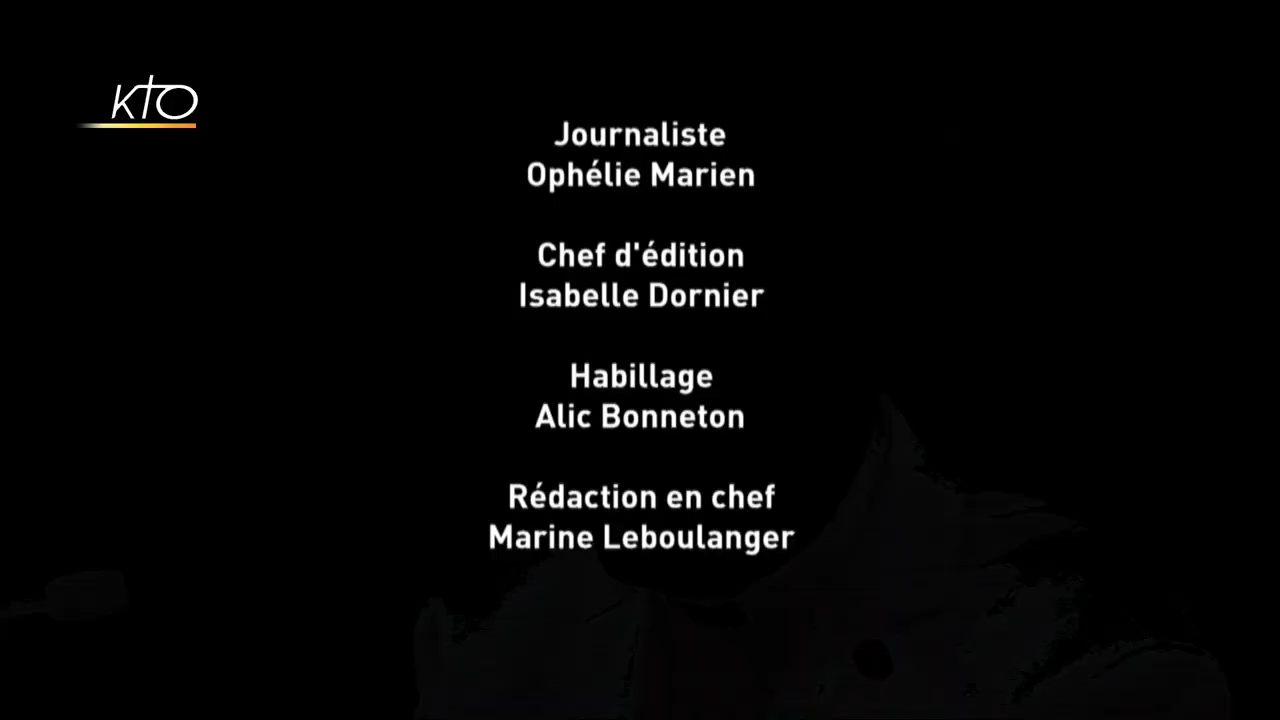 KTO
Journaliste
Ophélie Marien
Chef d'édition
Isabelle Dornier
Habillage
Alic Bonneton
Rédaction en chef
Marine Leboulanger